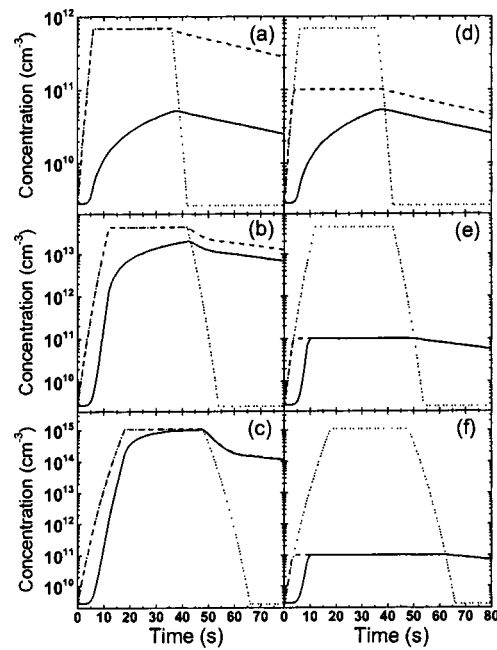 10¹²
(a)
(d)
10¹¹
10¹⁰
Concentration (cm⁻³)
(b)
(e)
10¹³
10¹²
10¹¹
10¹⁰
Concentration (cm⁻³)
(c)
(f)
10¹⁵
10¹⁴
10¹³
10¹²
10¹¹
10¹⁰
Concentration (cm⁻³)
0 10 20 30 40 50 60 70 0 10 20 30 40 50 60 70 80
Time (s)
Time (s)